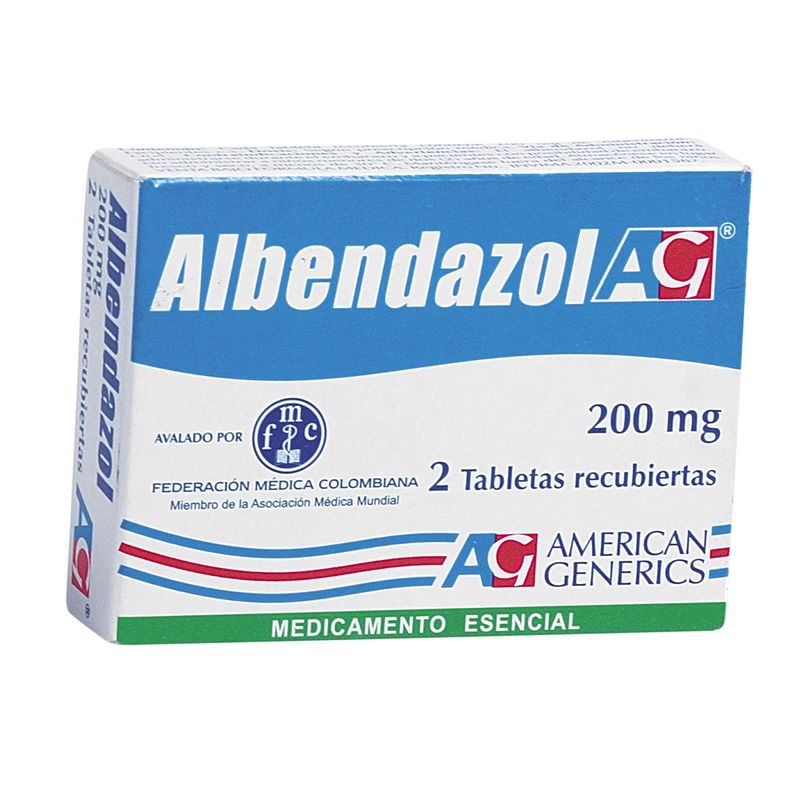 Albendazol AG®
AVALADO POR
fmc
FEDERACIÓN MÉDICA COLOMBIANA
Miembro de la Asociación Médica Mundial
200 mg
2 Tabletas recubiertas
AG AMERICAN
GENERICS
MEDICAMENTO ESENCIAL
Albendazol
200 mg
2 Tabletas recubiertas
AG®